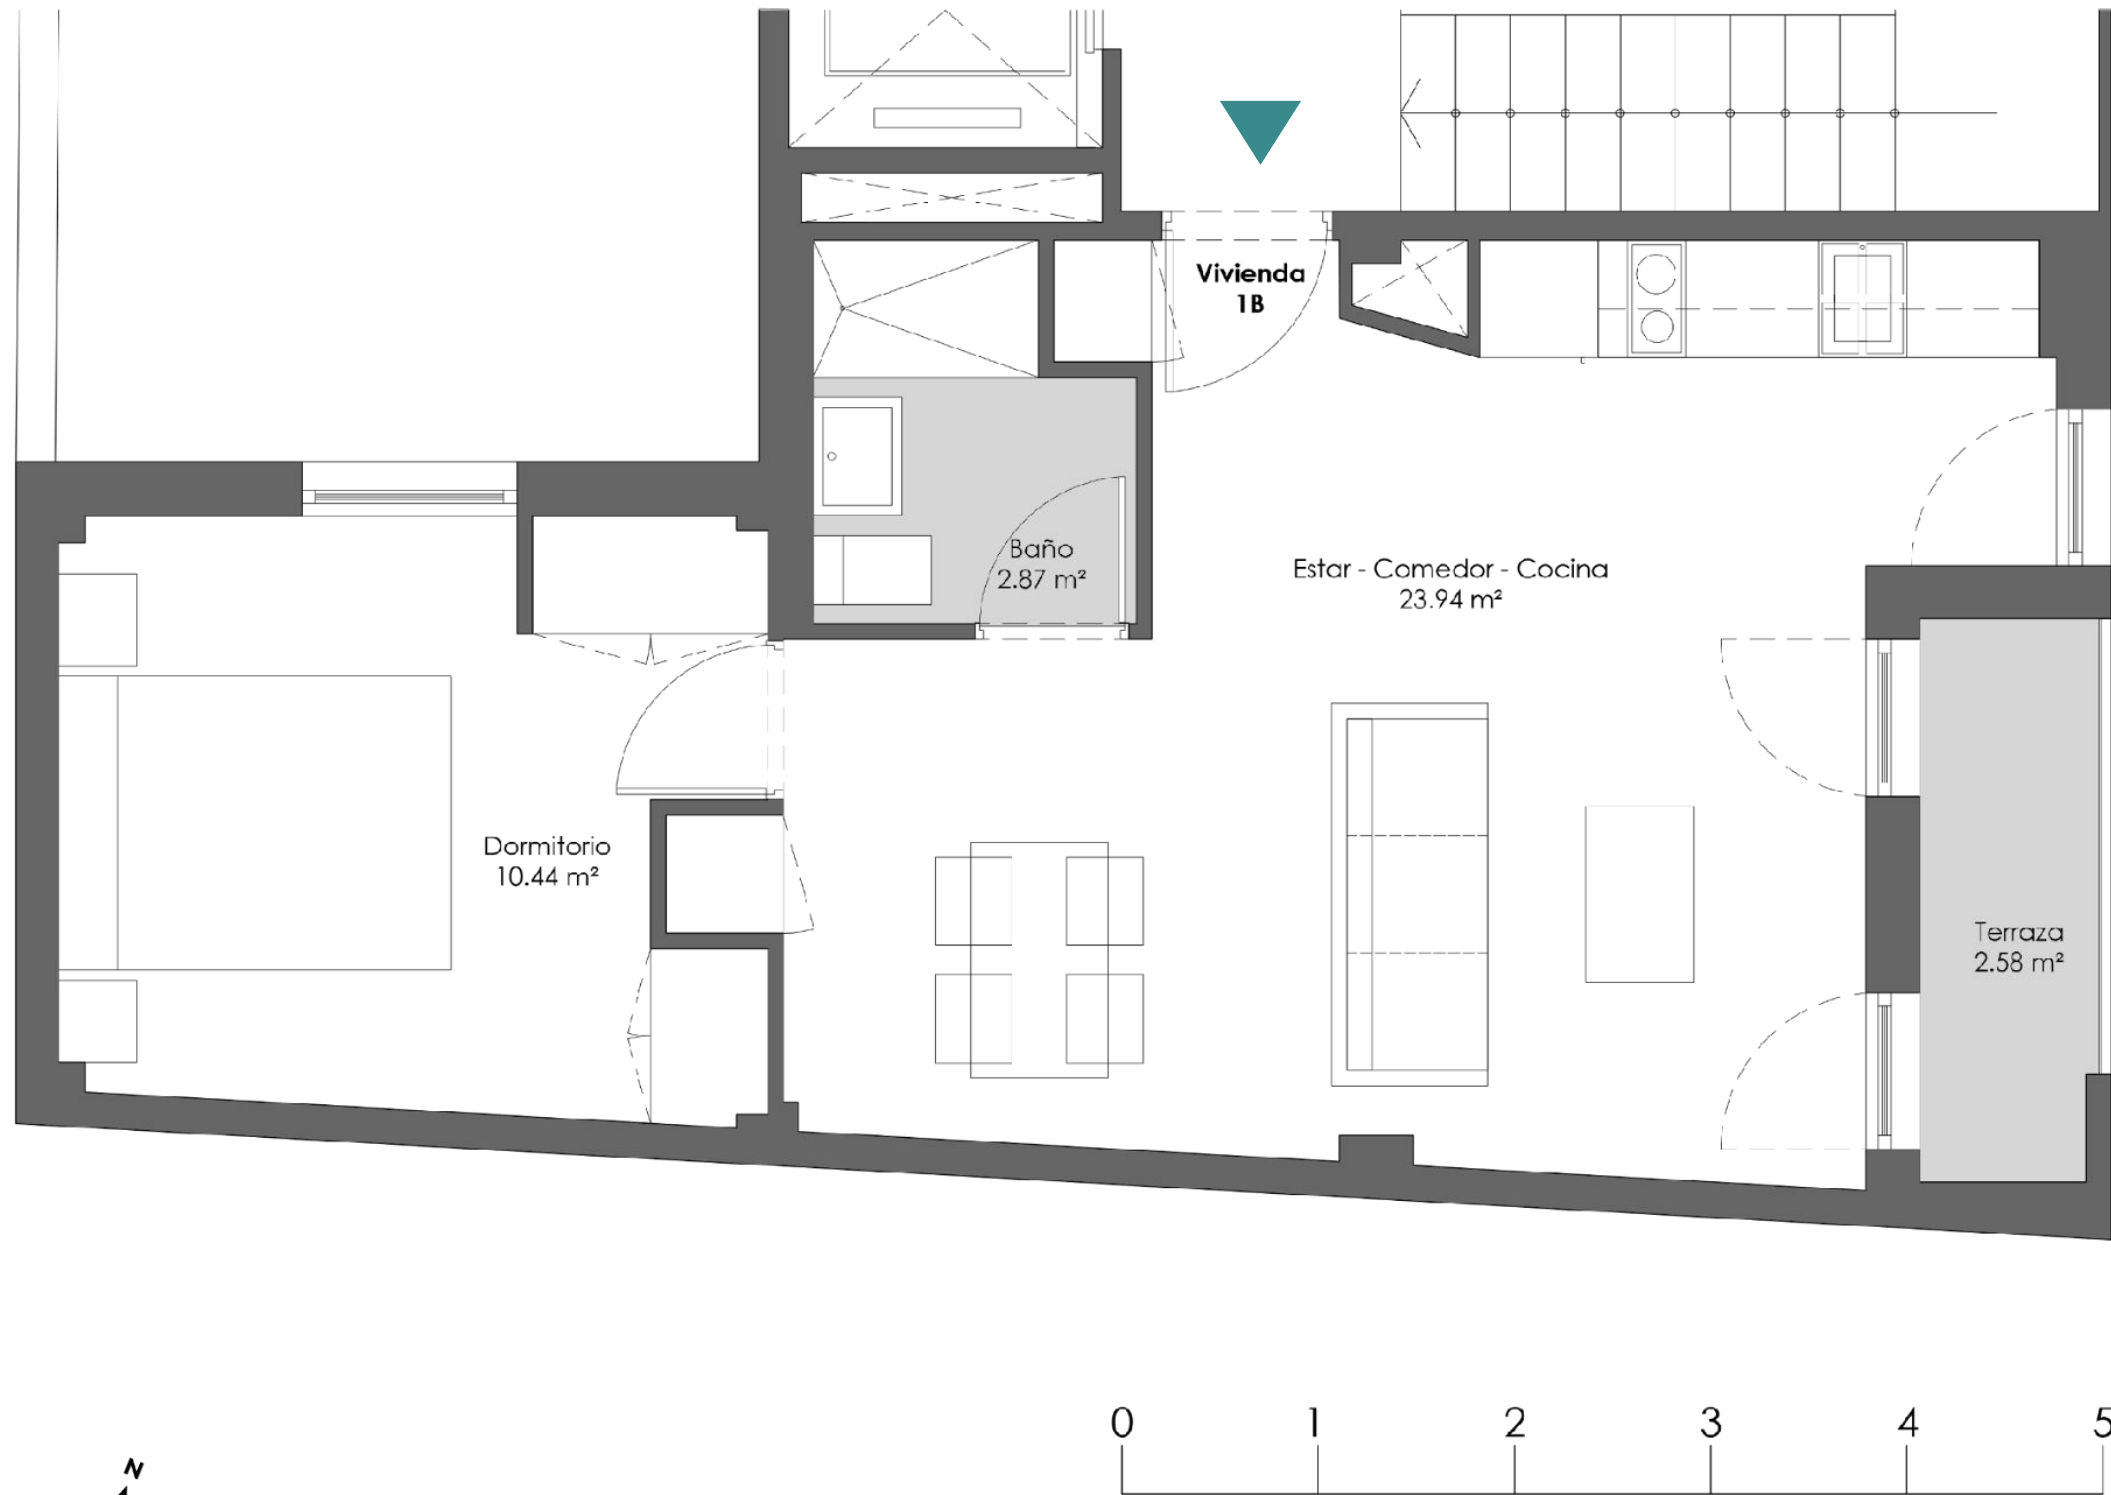 Vivienda
1B
Baño
2.87 m²
Estar - Comedor - Cocina
23.94 m²
Dormitorio
10.44 m²
Terraza
2.58 m²
0 1 2 3 4 5
N